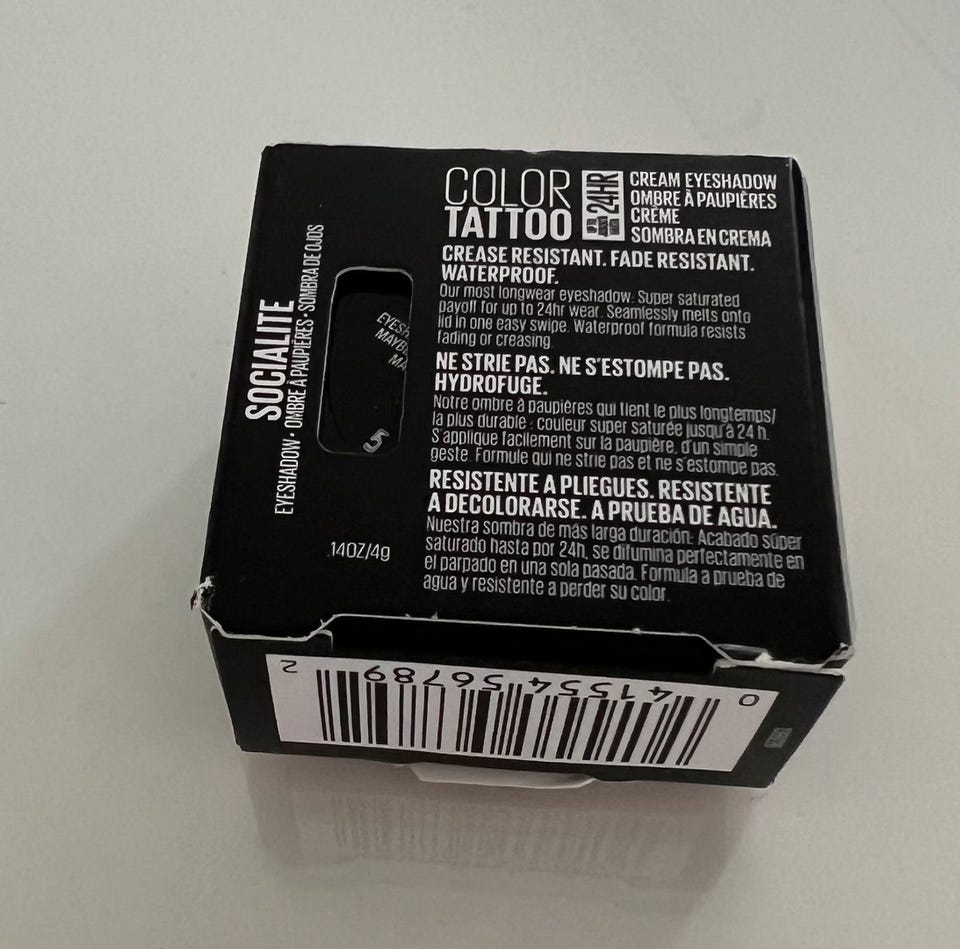 COLOR
TATTOO
24HR
CREAM EYESHADOW
OMBRE À PAUPIÈRES
CRÈME
SOMBRA EN CREMA
CREASE RESISTANT. FADE RESISTANT.
WATERPROOF.
Our most longwear eyeshadow: Super saturated
payoff for up to 24hr wear. Seamlessly melts onto
lid in one easy swipe. Waterproof formula resists
fading or creasing.
NE STRIE PAS. NE S'ESTOMPE PAS.
HYDROFUGE.
Notre ombre à paupières qui tient le plus longtemps/
la plus durable : couleur super saturée jusqu'à 24 h.
S'applique facilement sur la paupière, d'un simple
geste. Formule qui ne strie pas et ne s'estompe pas.
RESISTENTE A PLIEGUES. RESISTENTE
A DECOLORARSE. A PRUEBA DE AGUA.
Nuestra sombra de más larga duración: Acabado súper
saturado hasta por 24h, se difumina perfectamente en
el parpado en una sola pasada. Formula a prueba de
agua y resistente a perder su color.
SOCIALITE
EYESHADOW • OMBRE À PAUPIÈRES • SOMBRA DE OJOS
EYESH
MAYB
MA
5
.14OZ/4g
0 41554 56789 2